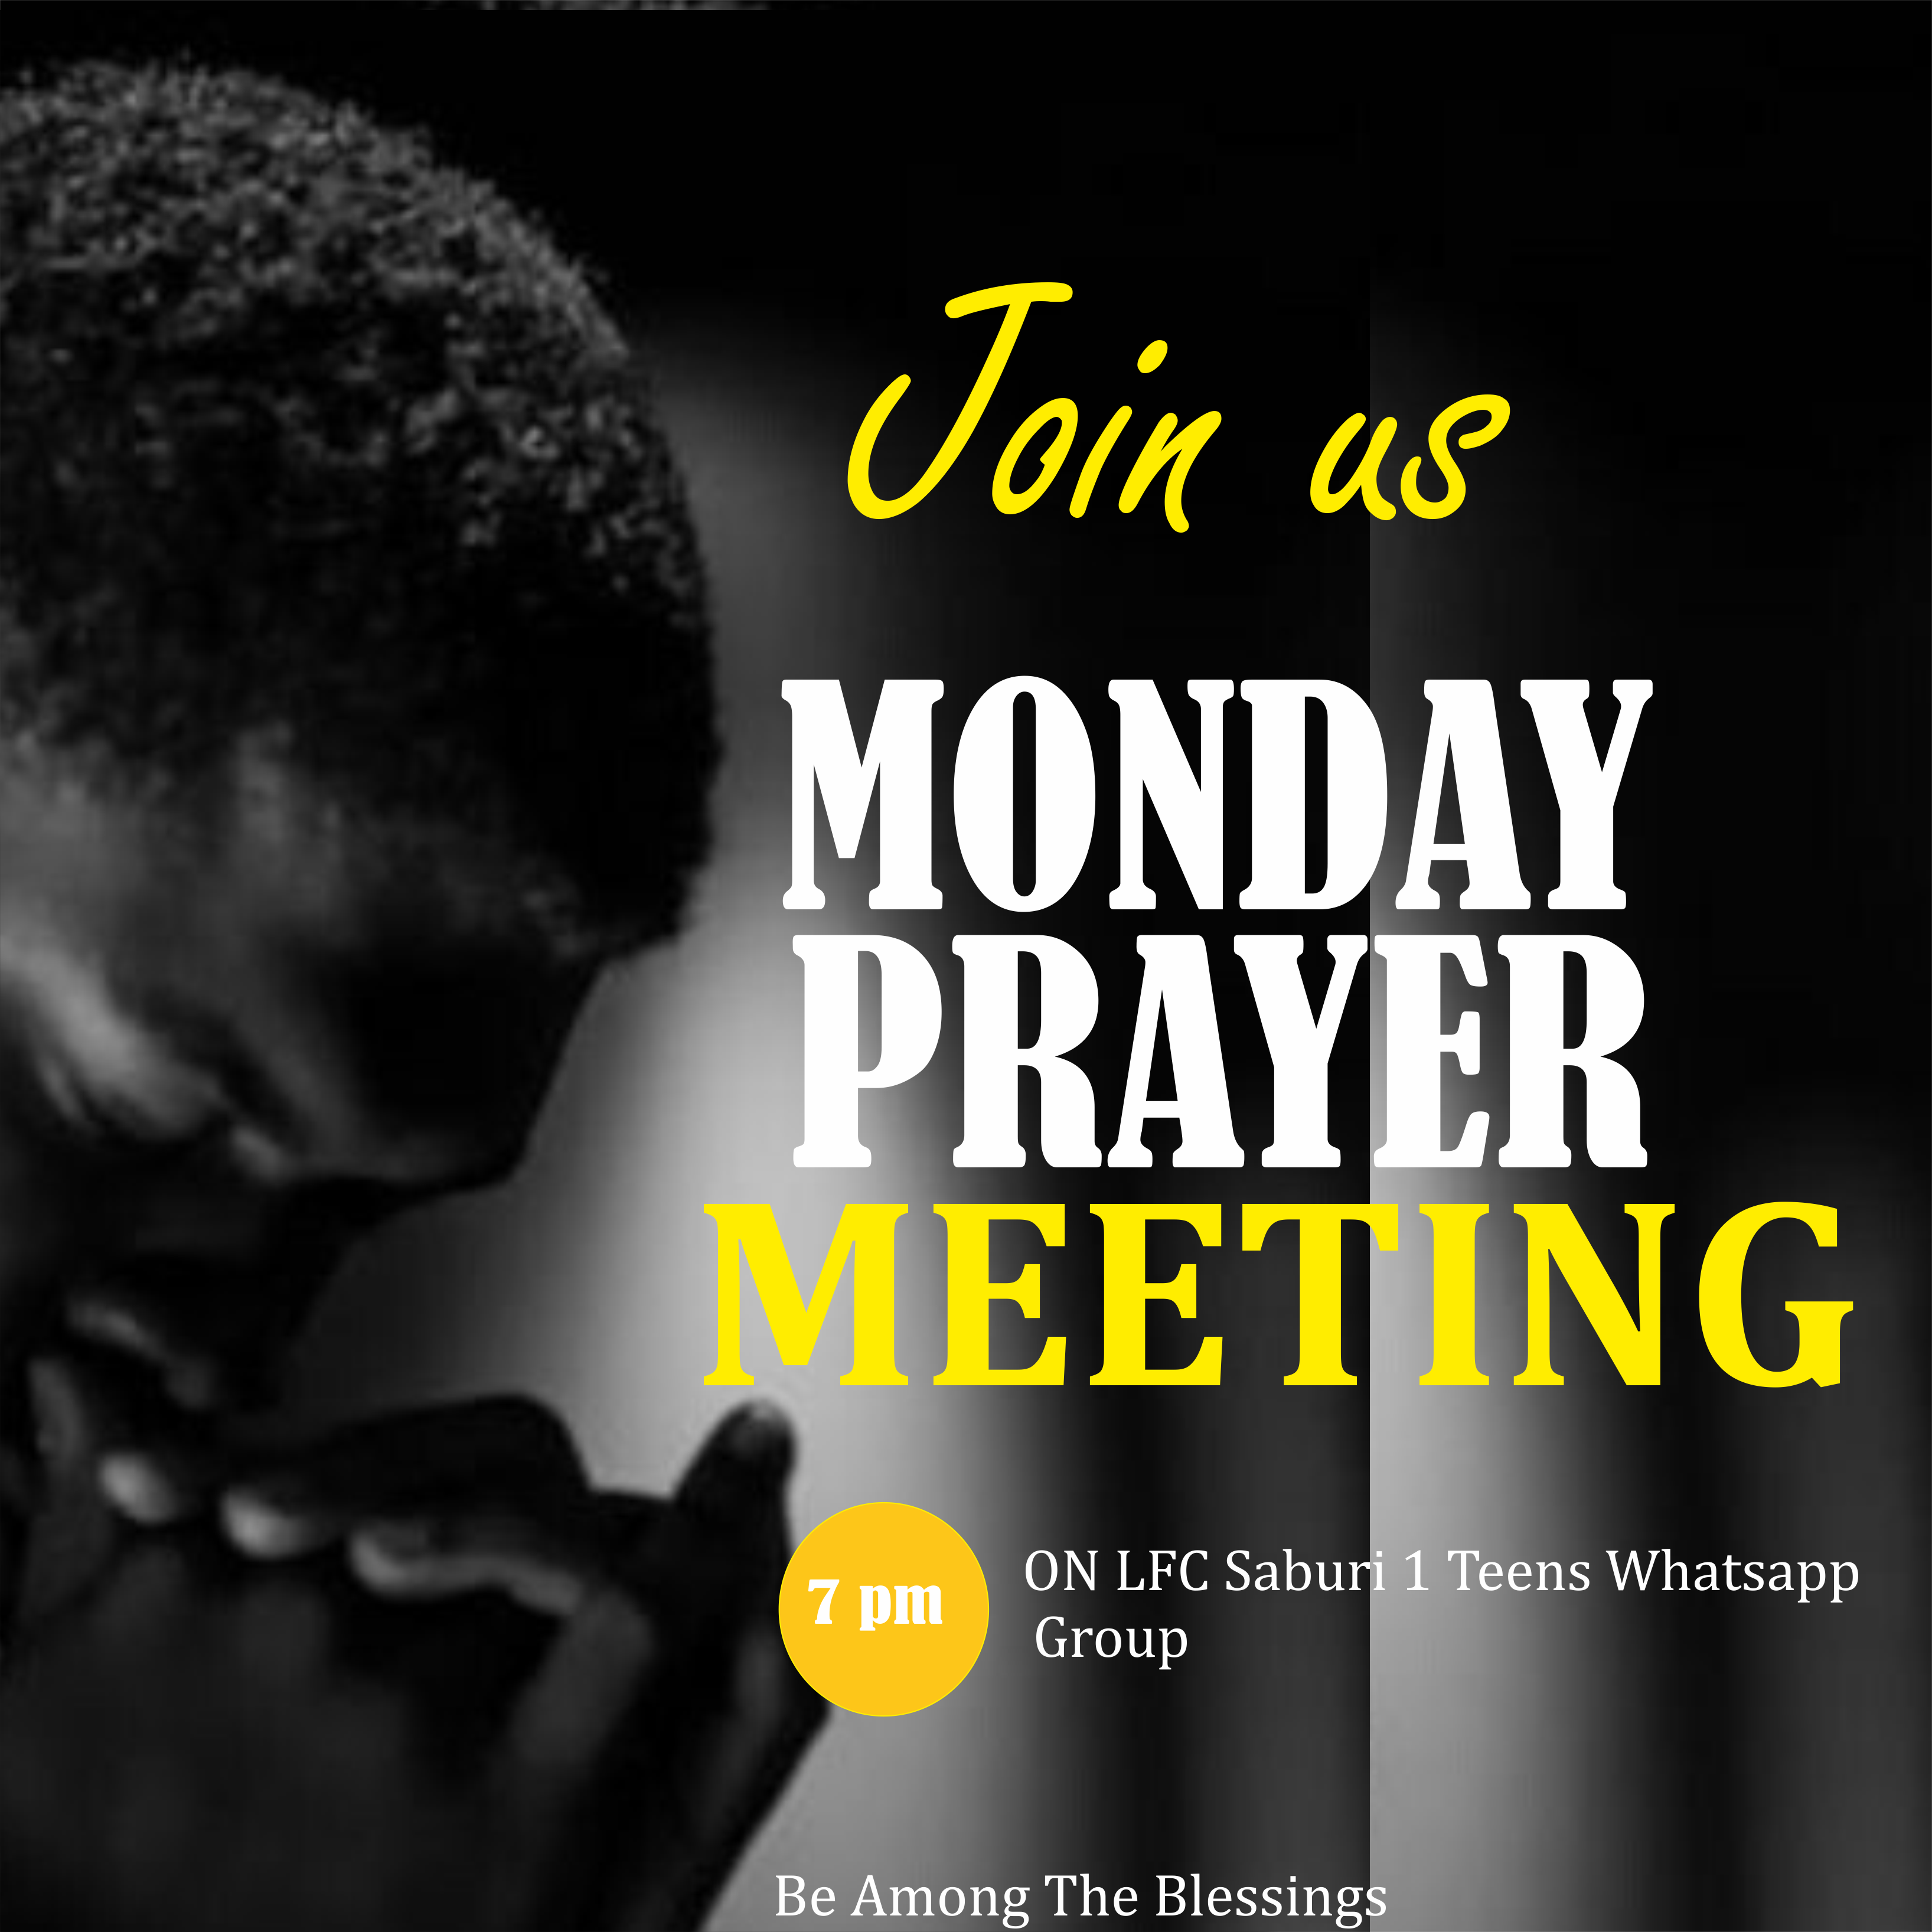 Join us
MONDAY
PRAYER
MEETING
7 pm
ON LFC Saburi 1 Teens Whatsapp
Group
Be Among The Blessings